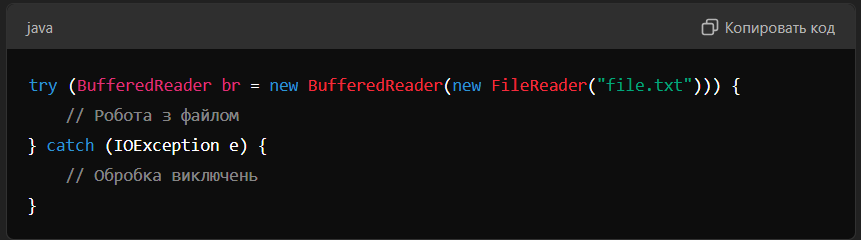 java
Копировать код
try (BufferedReader br = new BufferedReader(new FileReader("file.txt"))) {
    // Робота з файлом
} catch (IOException e) {
    // Обробка виключень
}